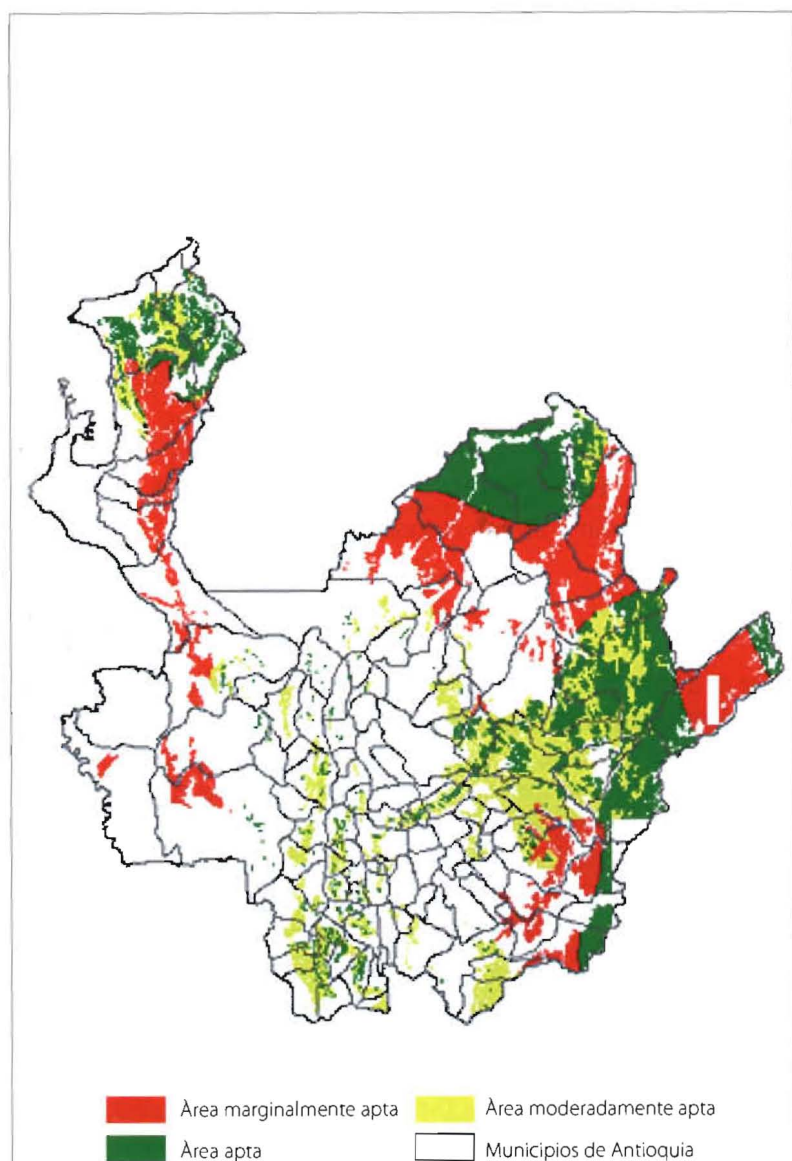 Àrea marginalmente apta
Àrea moderadamente apta
Àrea apta
Municipios de Antioquia